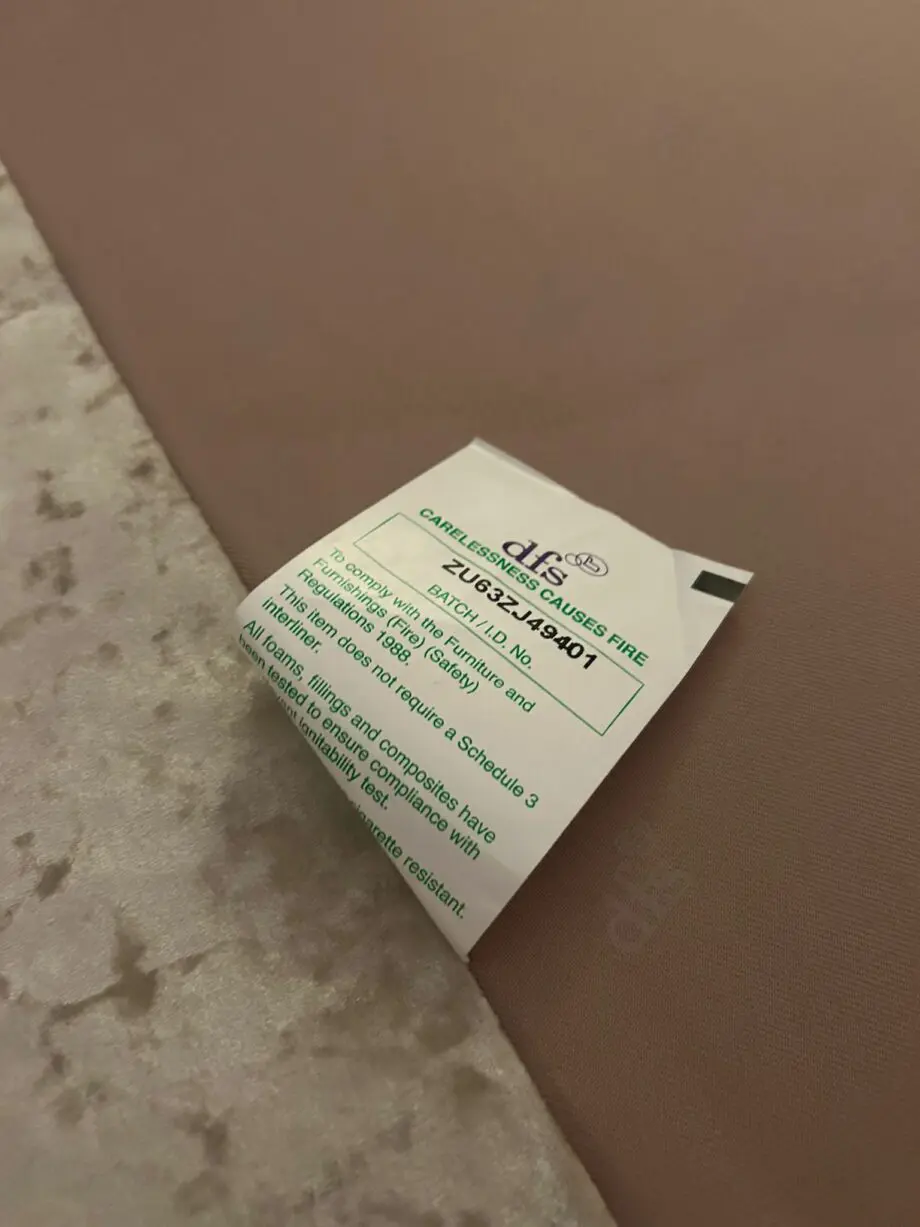 dfs
CARELESSNESS CAUSES FIRE
ZU63ZJ49401
BATCH / I.D. No.
To comply with the Furniture and
Furnishings (Fire) (Safety)
Regulations 1988,
This item does not require a Schedule 3
interliner.
All foams, fillings and composites have
been tested to ensure compliance with
ignitability test.
cigarette resistant.
dfs